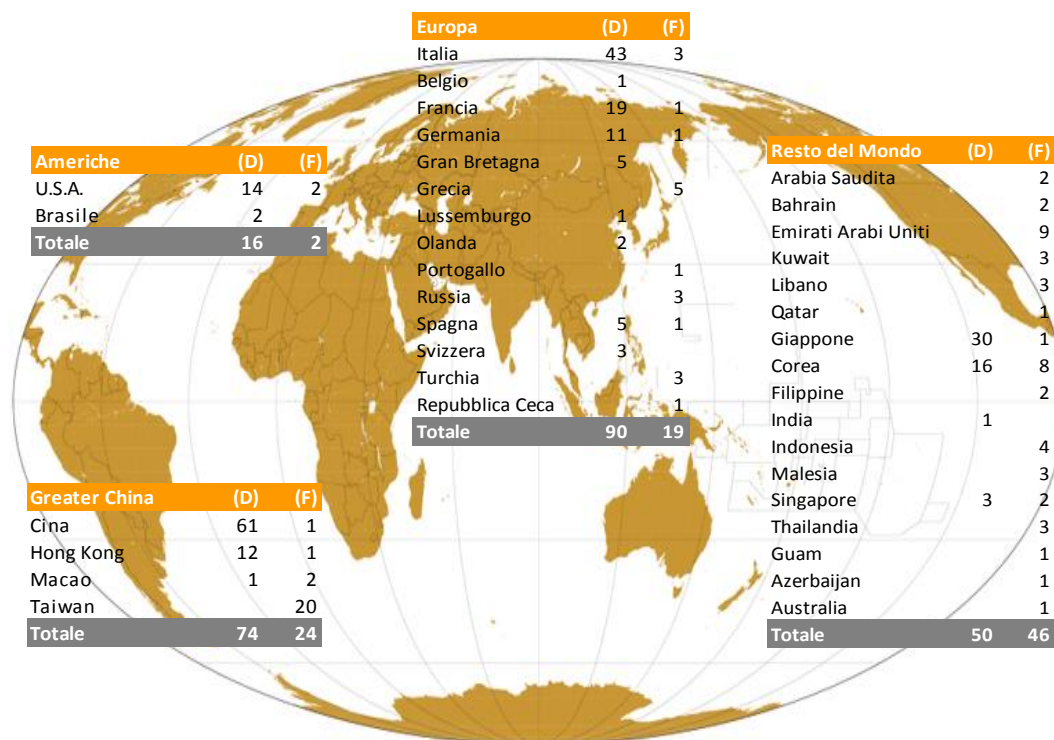 Europa (D) (F)
Italia 43 3
Belgio 1
Francia 19 1
Germania 11 1
Gran Bretagna 5
Grecia 5
Lussemburgo 1
Olanda 2
Portogallo 1
Russia 3
Spagna 5 1
Svizzera 3
Turchia 3
Repubblica Ceca 1
Totale 90 19
Americhe (D) (F)
U.S.A. 14 2
Brasile 2
Totale 16 2
Resto del Mondo (D) (F)
Arabia Saudita 2
Bahrain 2
Emirati Arabi Uniti 9
Kuwait 3
Libano 3
Qatar 1
Giappone 30 1
Corea 16 8
Filippine 2
India 1
Indonesia 4
Malesia 3
Singapore 3 2
Thailandia 3
Guam 1
Azerbaijan 1
Australia 1
Totale 50 46
Greater China (D) (F)
Cina 61 1
Hong Kong 12 1
Macao 1 2
Taiwan 20
Totale 74 24